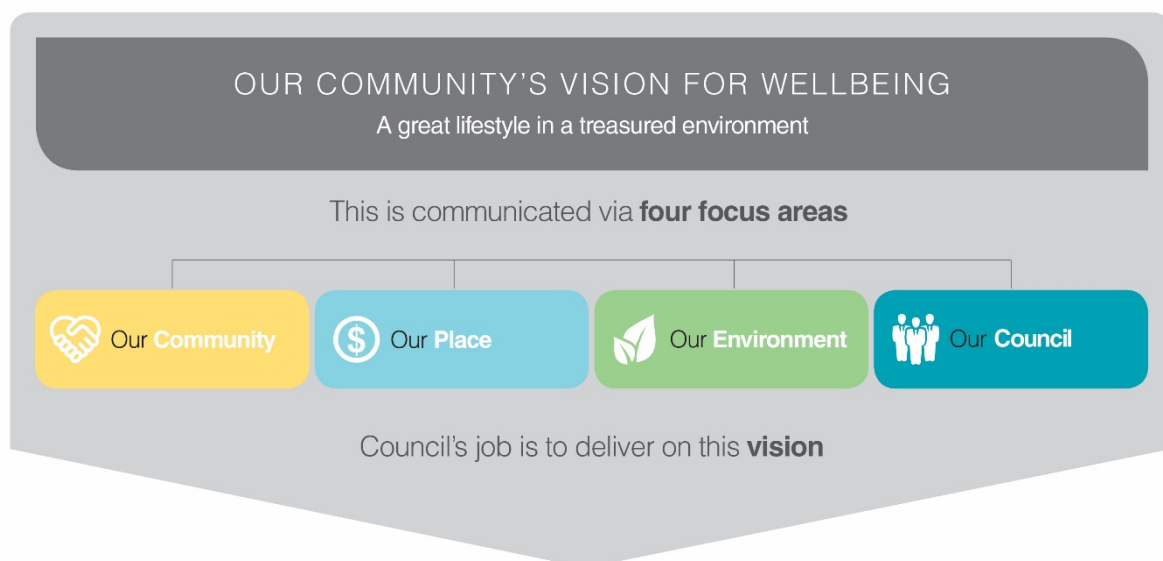 OUR COMMUNITY'S VISION FOR WELLBEING
A great lifestyle in a treasured environment
This is communicated via four focus areas
$ Our Community Our Place Our Environment Our Council
Council's job is to deliver on this vision